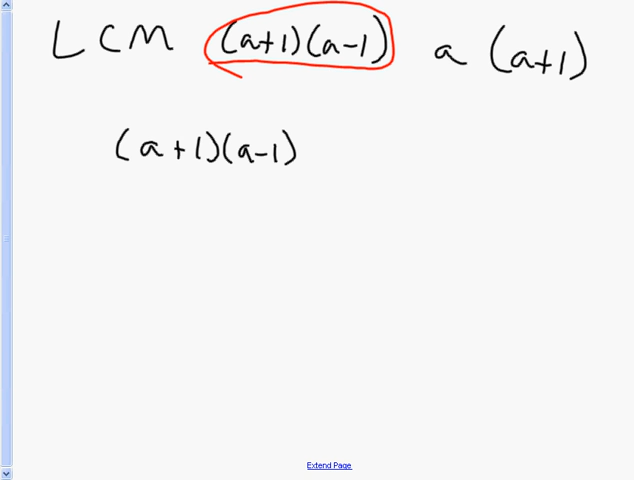 LCM (a+1)(a-1) a (a+1)
(a+1)(a-1)
Extend Page